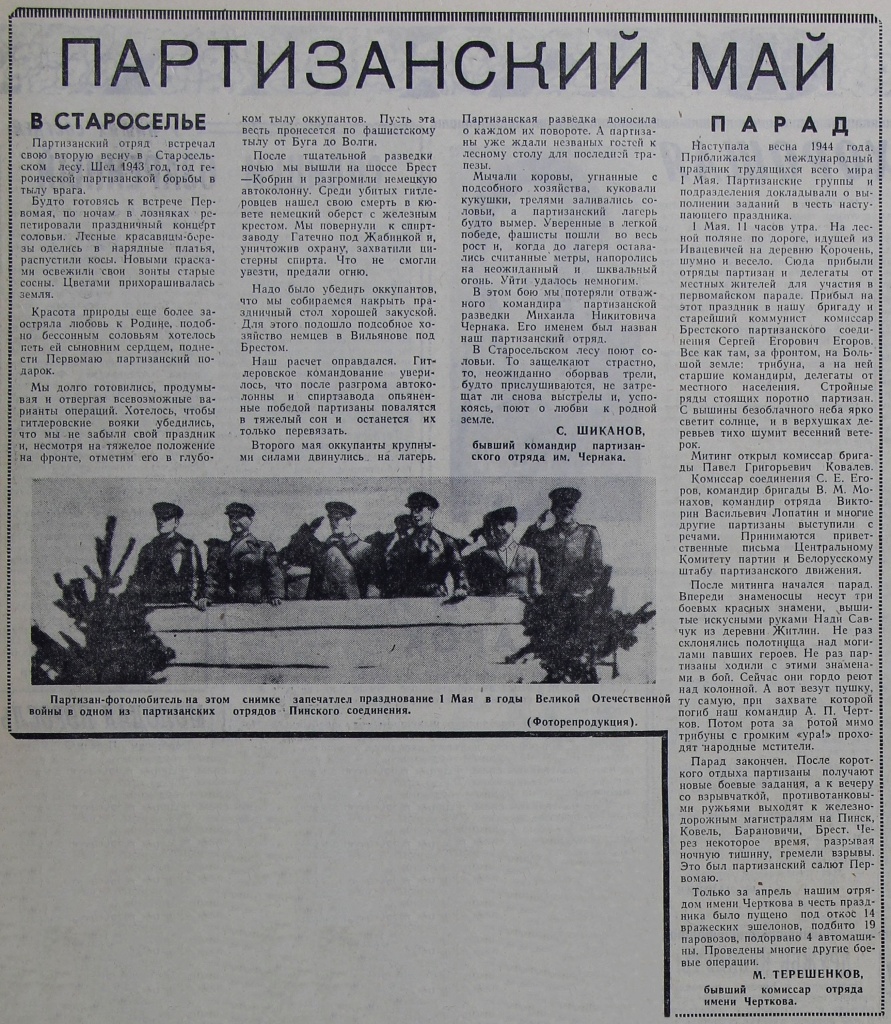 ПАРТИЗАНСКИЙ МАЙ
В СТАРОСЕЛЬЕ
Партизанский отряд встречал
свою вторую весну в Старосель-
ском лесу. Шел 1943 год, год ге-
роической партизанской борьбы в
тылу врага.
Будто готовясь к встрече Пер-
вомая, по ночам в лозняках ре-
петировали праздничный концерт
соловьи. Лесные красавицы-бере-
зы оделись в нарядные платья,
распустили косы. Новыми краска-
ми освежили свои зонты старые
сосны. Цветами прихорашивалась
земля.
Красота природы еще более за-
остряла любовь к Родине, подоб-
но бессонным соловьям хотелось
петь ей сыновним сердцем, подне-
сти Первомаю партизанский по-
дарок.
Мы долго готовились, продумы-
вая и отвергая всевозможные ва-
рианты операций. Хотелось, чтобы
гитлеровские вояки убедились,
что мы не забыли свой праздник
и, несмотря на тяжелое положение
на фронте, отметим его в глубо-
ком тылу оккупантов. Пусть эта
весть пронесется по фашистскому
тылу от Буга до Волги.
После тщательной разведки
ночью мы вышли на шоссе Брест
—Кобрин и разгромили немецкую
автоколонну. Среди убитых гитле-
ровцев нашел свою смерть в кю-
вете немецкий оберст с железным
крестом. Мы повернули к спирт-
заводу Гатечно под Жабинкой и,
уничтожив охрану, захватили ци-
стерны спирта. Что не смогли
увезти, предали огню.
Надо было убедить оккупантов,
что мы собираемся накрыть пра-
здничный стол хорошей закуской.
Для этого подошло подсобное хо-
зяйство немцев в Вильянове под
Брестом.
Наш расчет оправдался. Гит-
леровское командование увери-
лось, что после разгрома автоко-
лонны и спиртзавода опьянен-
ные победой партизаны повалятся
в тяжелый сон и останется их
только перевязать.
Второго мая оккупанты крупны-
ми силами двинулись на лагерь.
Партизанская разведка доносила
о каждом их повороте. А партиза-
ны уже ждали незваных гостей к
лесному столу для последней тра-
пезы.
Мычали коровы, угнанные с
подсобного хозяйства, куковали
кукушки, трелями заливались со-
ловьи, а партизанский лагерь
будто вымер. Уверенные в легкой
победе, фашисты пошли во весь
рост и, когда до лагеря остава-
лись считанные метры, напоролись
на неожиданный и шквальный
огонь. Уйти удалось немногим.
В этом бою мы потеряли отваж-
ного командира партизанской
разведки Михаила Никитовича
Чернака. Его именем был назван
наш партизанский отряд.
В Старосельском лесу поют со-
ловьи. То защелкают страстно,
то, неожиданно оборвав трели,
будто прислушиваются, не затре-
щат ли снова выстрелы и, успо-
коясь, поют о любви к родной
земле.
С. ШИКАНОВ,
бывший командир партизан-
ского отряда им. Чернака.
Партизан-фотолюбитель на этом снимке запечатлел празднование 1 Мая в годы Великой Отечественной
войны в одном из партизанских отрядов Пинского соединения.
(Фоторепродукция).
ПАРАД
Наступала весна 1944 года.
Приближался международный
праздник трудящихся всего мира
1 Мая. Партизанские группы и
подразделения докладывали о вы-
полнении заданий в честь насту-
пающего праздника.
1 Мая. 11 часов утра. На лес-
ной поляне по дороге, идущей из
Ивацевичей на деревню Корочень,
шумно и весело. Сюда прибыли
отряды партизан и делегаты от
местных жителей для участия в
первомайском параде. Прибыл на
этот праздник в нашу бригаду и
старейший коммунист комиссар
Брестского партизанского соеди-
нения Сергей Егорович Егоров.
Все как там, за фронтом, на Боль-
шой земле: трибуна, а на ней
старшие командиры, делегаты от
местного населения. Стройные
ряды стоящих поротно партизан.
С вышины безоблачного неба ярко
светит солнце, и в верхушках де-
ревьев тихо шумит весенний вете-
рок.
Митинг открыл комиссар брига-
ды Павел Григорьевич Ковалев.
Комиссар соединения С. Е. Его-
ров, командир бригады В. М. Мо-
нахов, командир отряда Викто-
рин Васильевич Лопатин и многие
другие партизаны выступили с
речами. Принимаются приветс-
твенные письма Центральному
Комитету партии и Белорусскому
штабу партизанского движения.
После митинга начался парад.
Впереди знаменосцы несут три
боевых красных знамени, выши-
тые искусными руками Нади Сав-
чук из деревни Житлин. Не раз
склонялись полотнища над моги-
лами павших героев. Не раз пар-
тизаны ходили с этими знамена-
ми в бой. Сейчас они гордо реют
над колонной. А вот везут пушку,
ту самую, при захвате которой
погиб наш командир А. П. Черт-
ков. Потом рота за ротой мимо
трибуны с громким «ура!» прохо-
дят народные мстители.
Парад закончен. После корот-
кого отдыха партизаны получают
новые боевые задания, а к вечеру
со взрывчаткой, противотанковы-
ми ружьями выходят к железно-
дорожным магистралям на Пинск,
Ковель, Барановичи, Брест. Че-
рез некоторое время, разрывая
ночную тишину, гремели взрывы.
Это был партизанский салют Пер-
вомаю.
Только за апрель нашим отря-
дом имени Черткова в честь празд-
ника было пущено под откос 14
вражеских эшелонов, подбито 19
паровозов, подорвано 4 автомаши-
ны. Проведены многие другие бое-
вые операции.
М. ТЕРЕШЕНКОВ,
бывший комиссар отряда
имени Черткова.